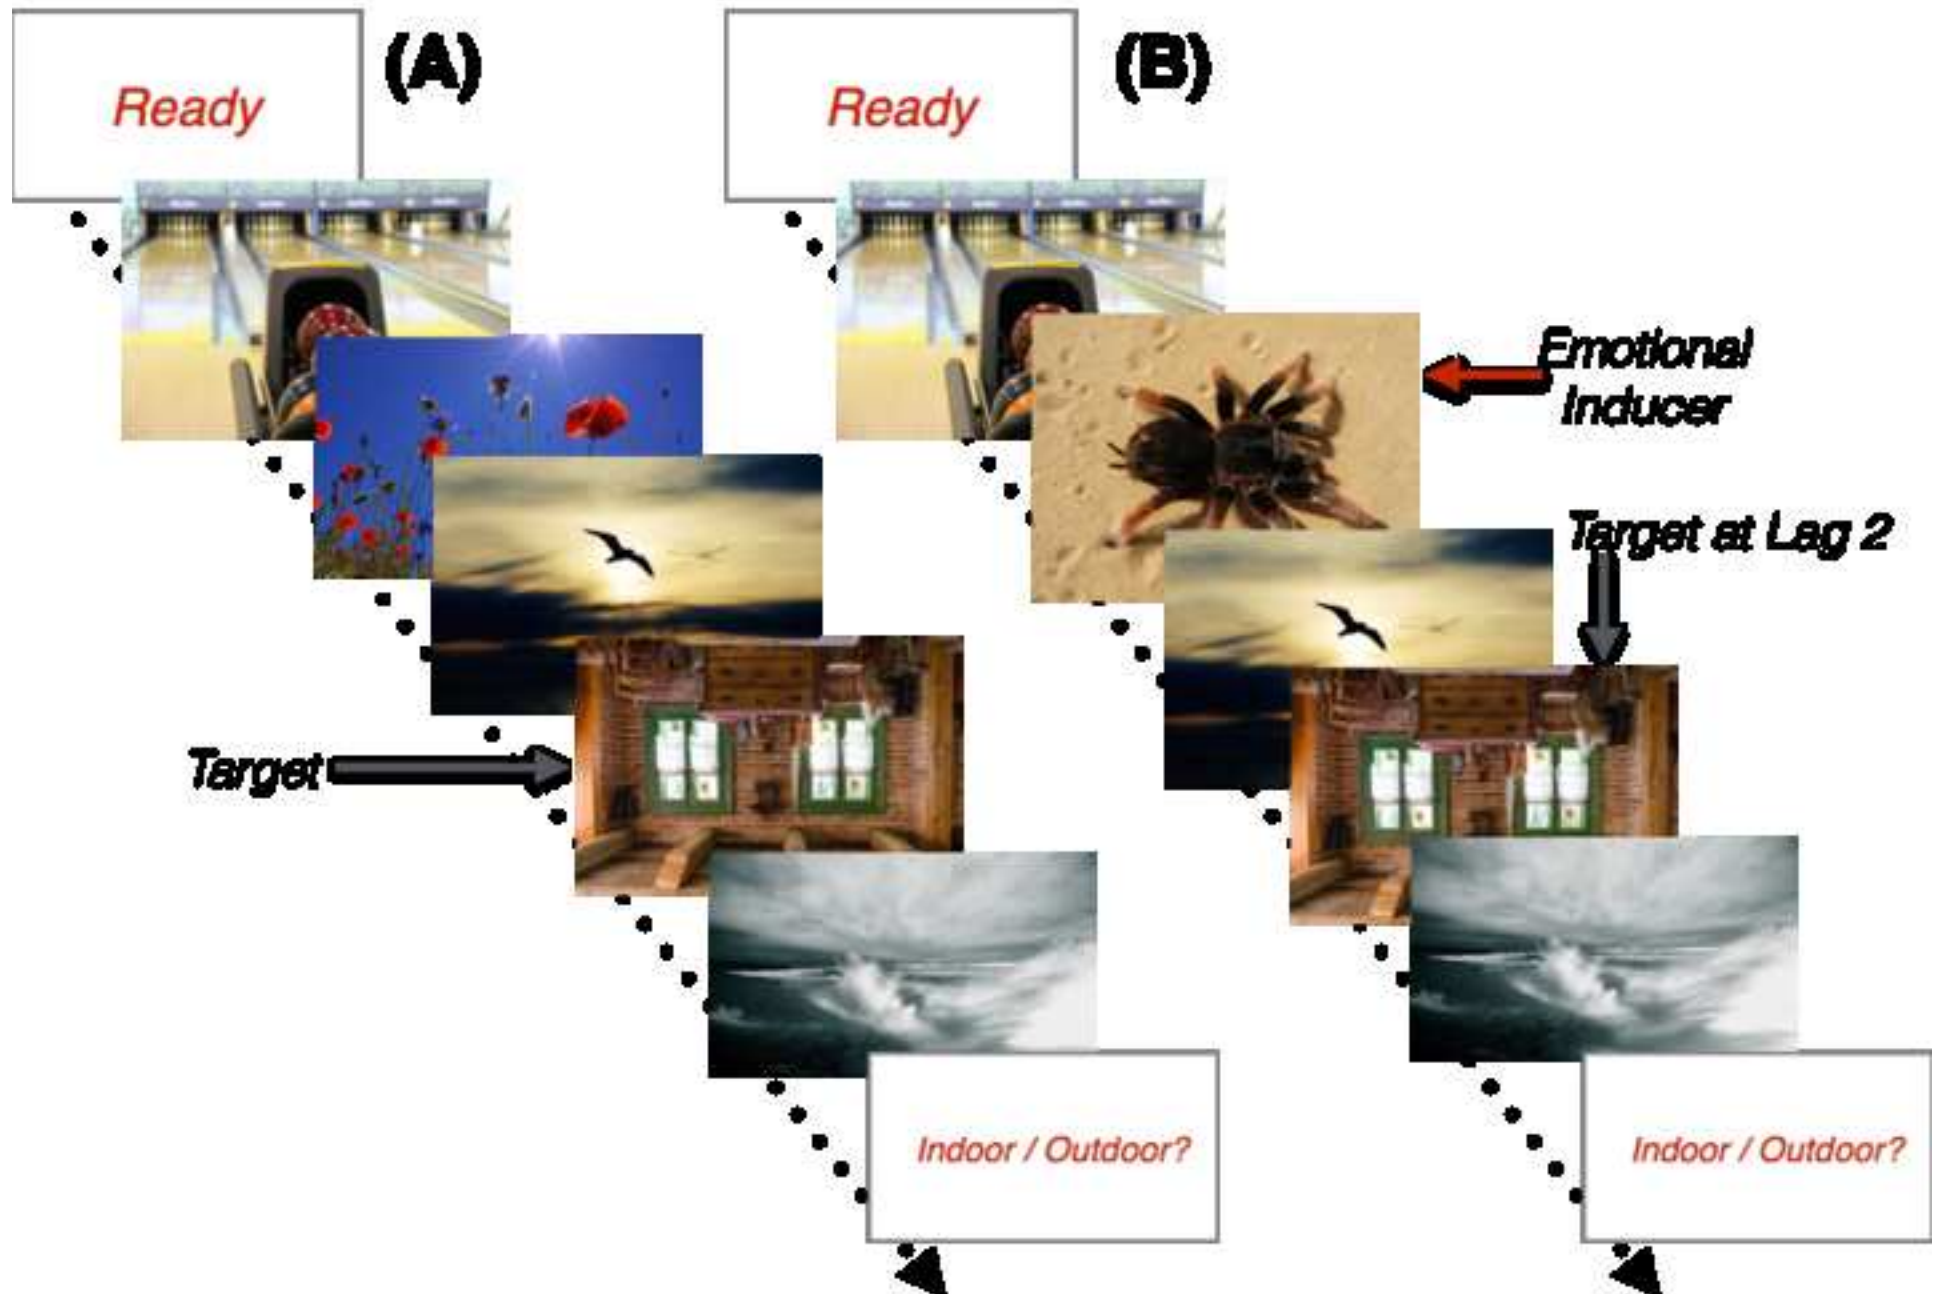 (A)
Ready
(B)
Ready
Emotional
Inducer
Target at Lag 2
Target
Indoor / Outdoor?
Indoor / Outdoor?